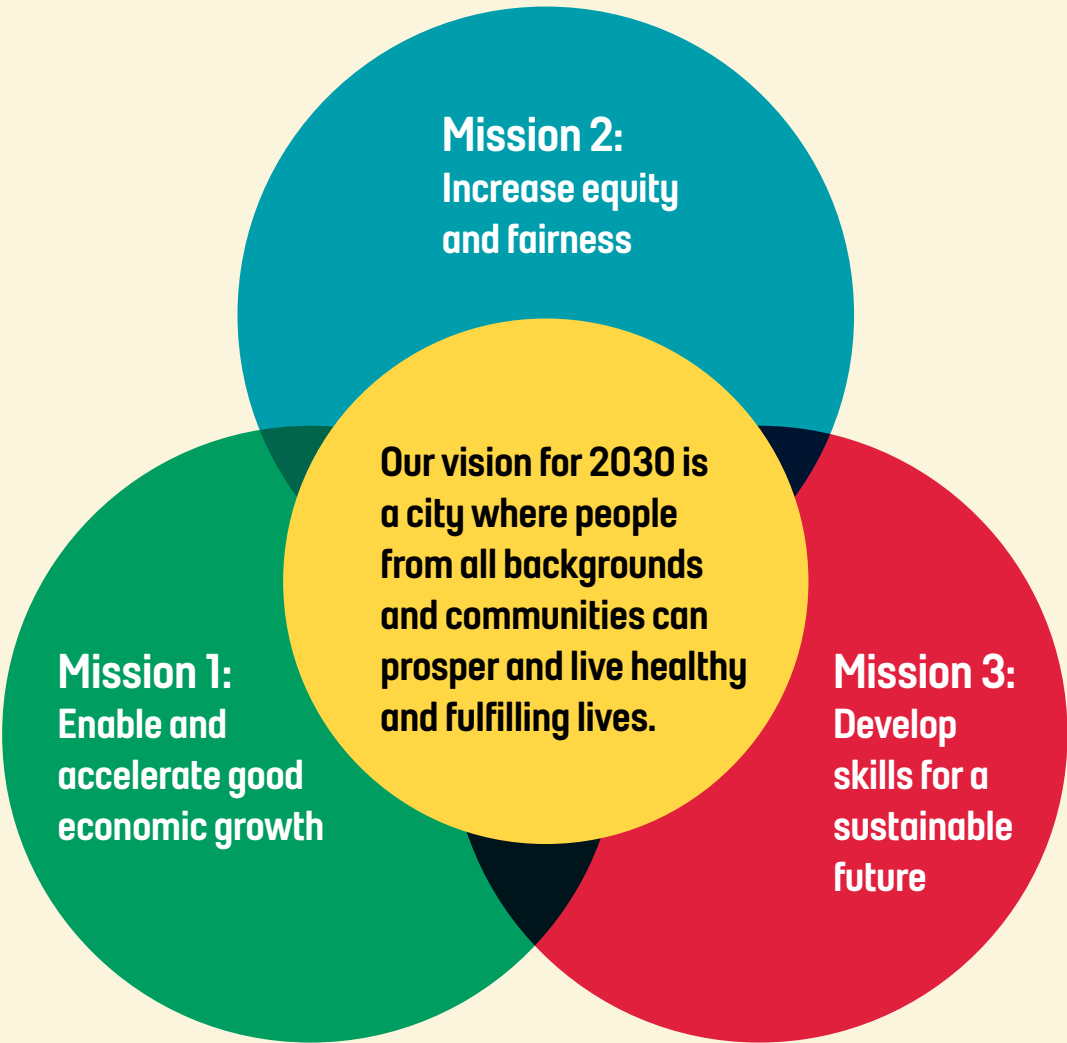 Mission 2:
Increase equity
and fairness
Our vision for 2030 is
a city where people
from all backgrounds
and communities can
prosper and live healthy
and fulfilling lives.
Mission 1:
Enable and
accelerate good
economic growth
Mission 3:
Develop
skills for a
sustainable
future